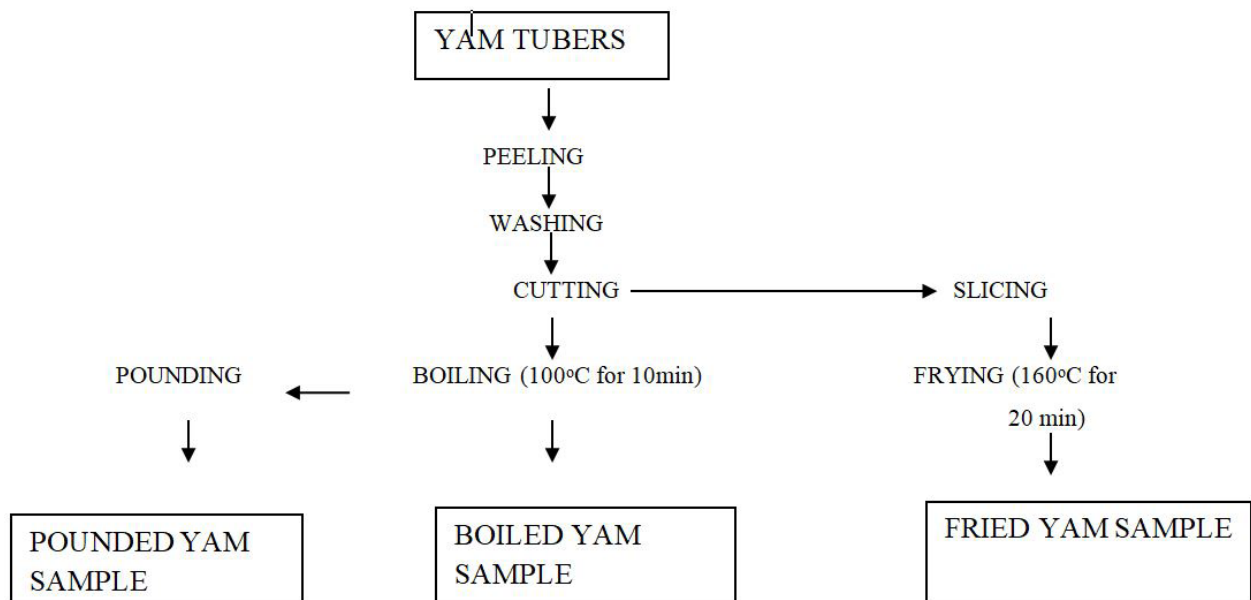 YAM TUBERS
PEELING
WASHING
CUTTING
SLICING
POUNDING
BOILING (100ᵒC for 10min)
FRYING (160ᵒC for
20 min)
POUNDED YAM
SAMPLE
BOILED YAM
SAMPLE
FRIED YAM SAMPLE